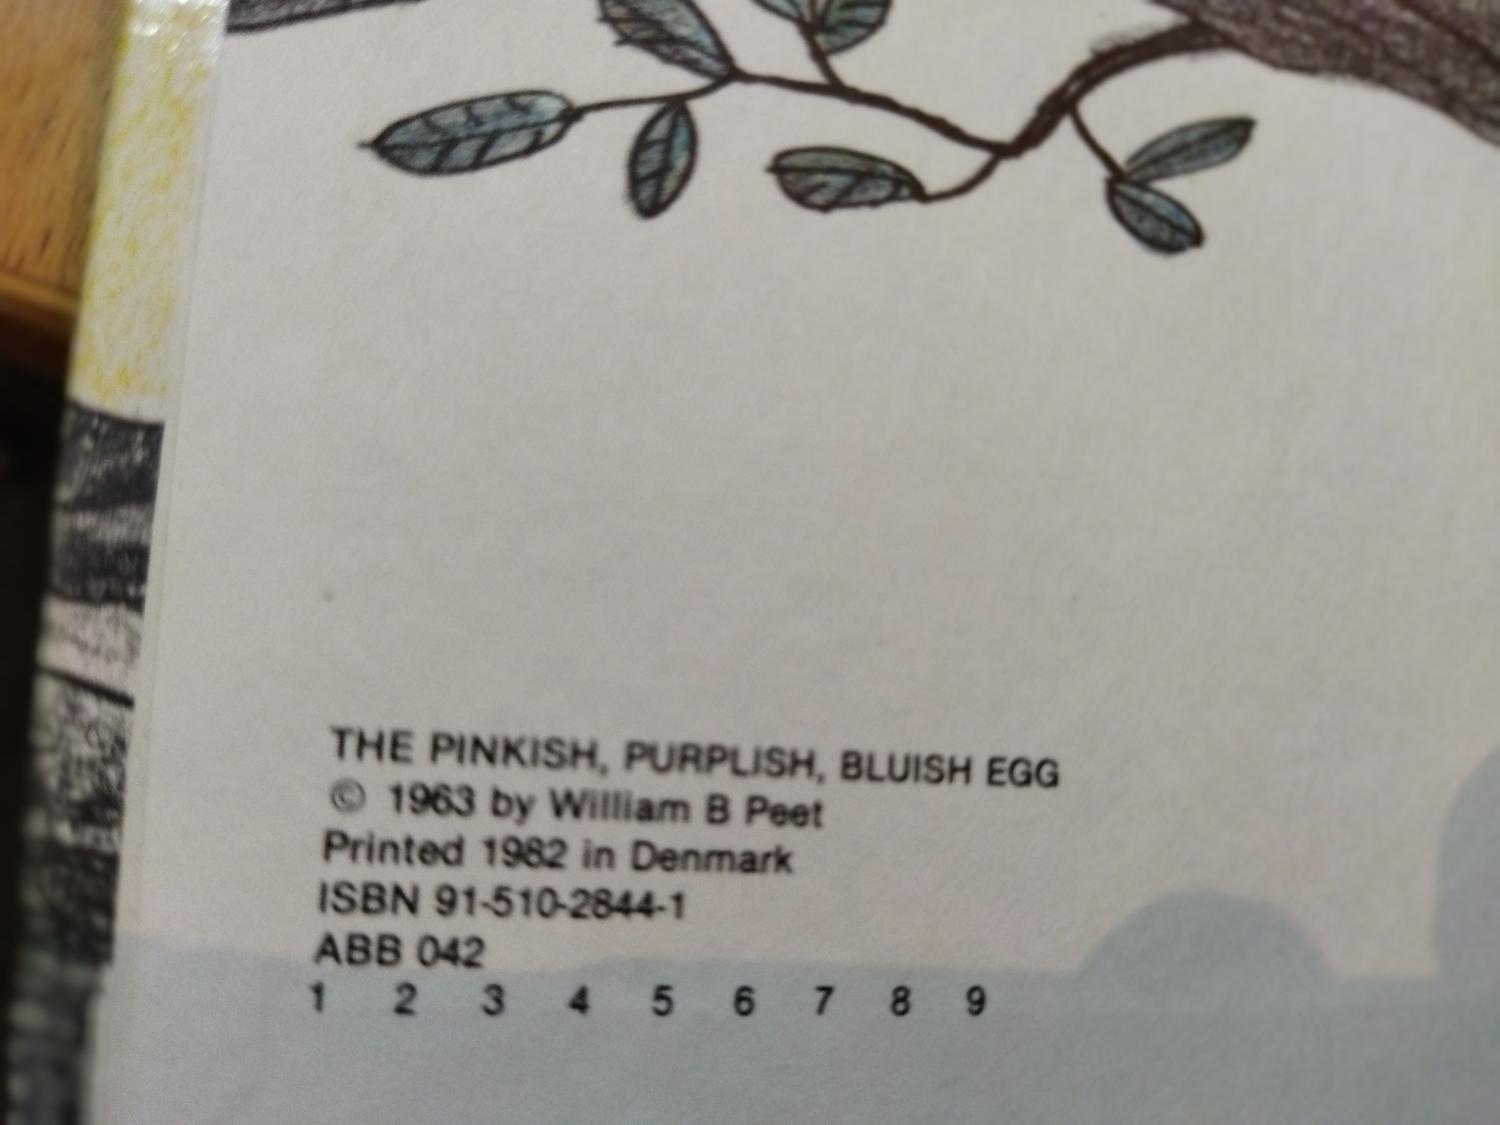 THE PINKISH, PURPLISH, BLUISH EGG
© 1963 by William B Peet
Printed 1982 in Denmark
ISBN 91-510-2844-1
ABB 042
1 2 3 4 5 6 7 8 9